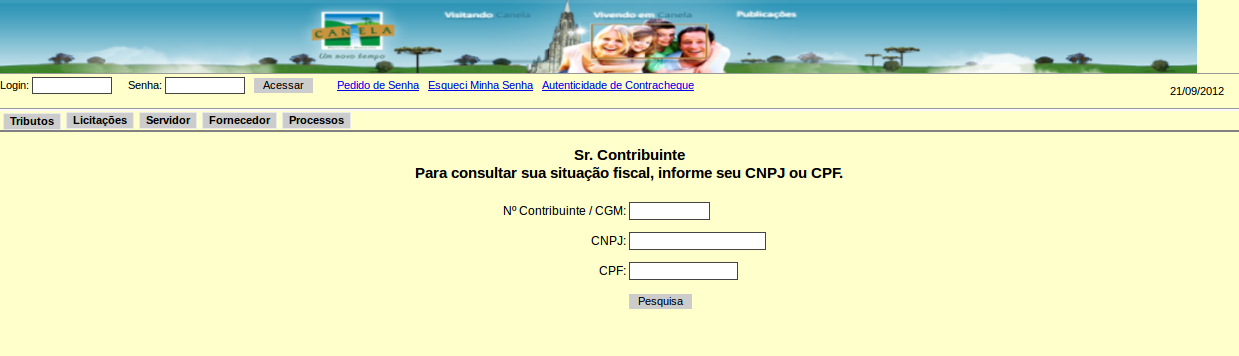 CANELA
Um novo tempo
Visitando Canela
Vivendo em Canela
Publicações
Login:
Senha:
Acessar
Pedido de Senha
Esqueci Minha Senha
Autenticidade de Contracheque
21/09/2012
Tributos
Licitações
Servidor
Fornecedor
Processos
Sr. Contribuinte
Para consultar sua situação fiscal, informe seu CNPJ ou CPF.
Nº Contribuinte / CGM:
CNPJ:
CPF:
Pesquisa